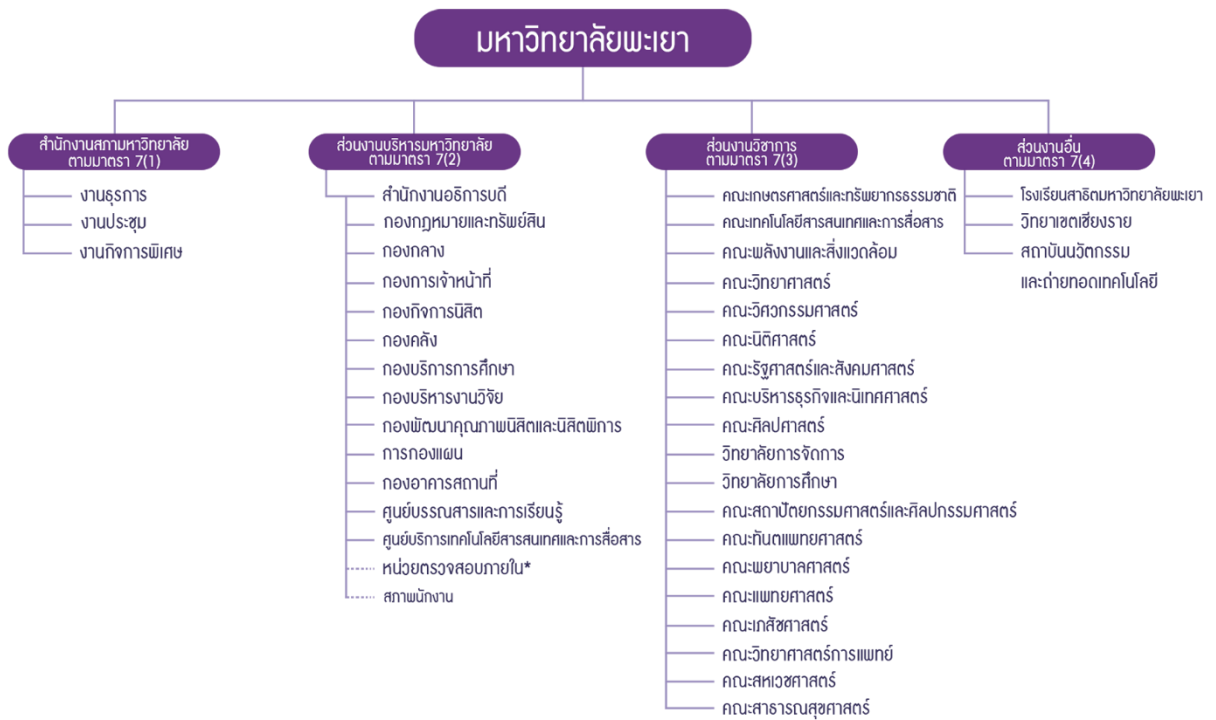 มหาวิทยาลัยพะเยา
สำนักงานสภามหาวิทยาลัย
ตามมาตรา 7(1)
งานธุรการ
งานประชุม
งานกิจการพิเศษ
ส่วนงานบริหารมหาวิทยาลัย
ตามมาตรา 7(2)
สำนักงานอธิการบดี
กองกฎหมายและทรัพย์สิน
กองกลาง
กองการเจ้าหน้าที่
กองกิจการนิสิต
กองคลัง
กองบริการการศึกษา
กองบริหารงานวิจัย
กองพัฒนาคุณภาพนิสิตและนิสิตพิการ
การกองแผน
กองอาคารสถานที่
ศูนย์บรรณสารและการเรียนรู้
ศูนย์บริการเทคโนโลยีสารสนเทศและการสื่อสาร
หน่วยตรวจสอบภายใน*
สภาพนักงาน
ส่วนงานวิชาการ
ตามมาตรา 7(3)
คณะเกษตรศาสตร์และทรัพยากรธรรมชาติ
คณะเทคโนโลยีสารสนเทศและการสื่อสาร
คณะพลังงานและสิ่งแวดล้อม
คณะวิทยาศาสตร์
คณะวิศวกรรมศาสตร์
คณะนิติศาสตร์
คณะรัฐศาสตร์และสังคมศาสตร์
คณะบริหารธุรกิจและนิเทศศาสตร์
คณะศิลปศาสตร์
วิทยาลัยการจัดการ
วิทยาลัยการศึกษา
คณะสถาปัตยกรรมศาสตร์และศิลปกรรมศาสตร์
คณะทันตแพทยศาสตร์
คณะพยาบาลศาสตร์
คณะแพทยศาสตร์
คณะเภสัชศาสตร์
คณะวิทยาศาสตร์การแพทย์
คณะสหเวชศาสตร์
คณะสาธารณสุขศาสตร์
ส่วนงานอื่น
ตามมาตรา 7(4)
โรงเรียนสาธิตมหาวิทยาลัยพะเยา
วิทยาเขตเชียงราย
สถาบันนวัตกรรม
และถ่ายทอดเทคโนโลยี